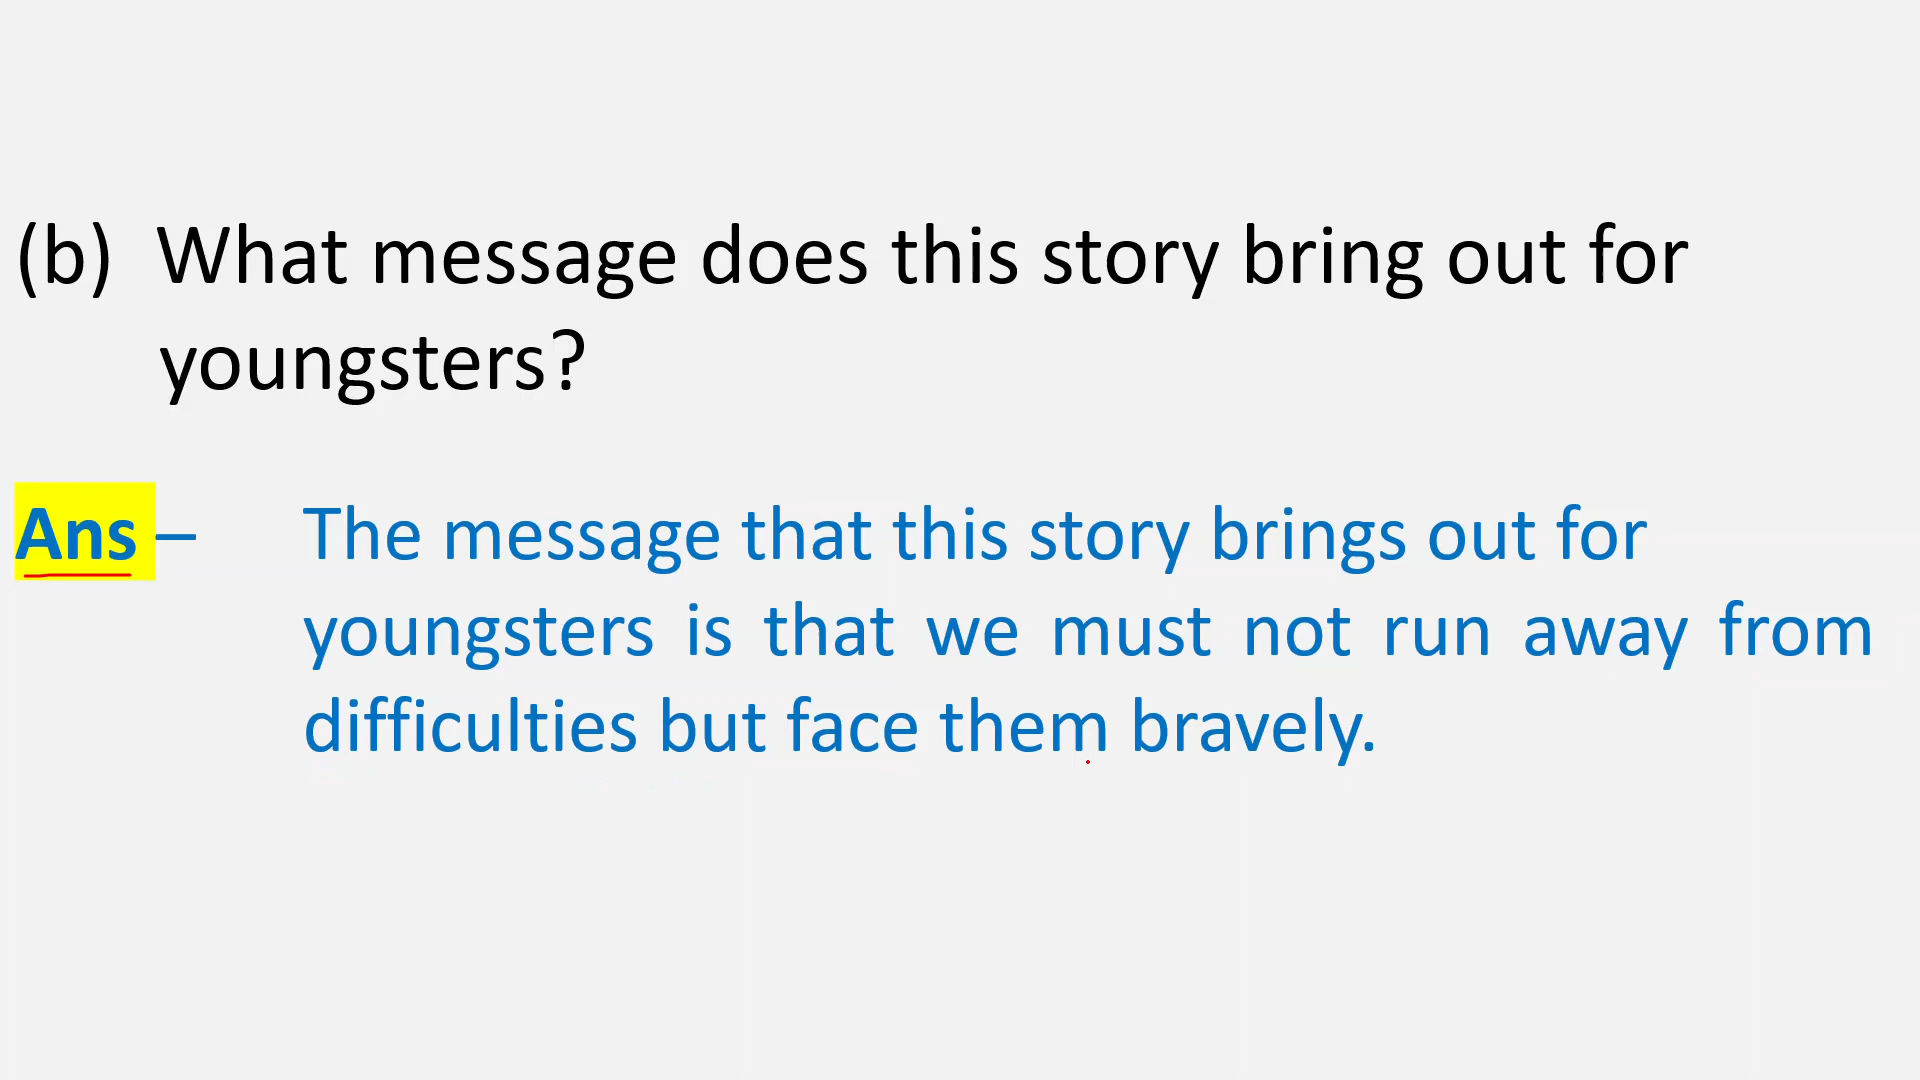 (b) What message does this story bring out for
youngsters?
Ans – The message that this story brings out for
youngsters is that we must not run away from
difficulties but face them bravely.